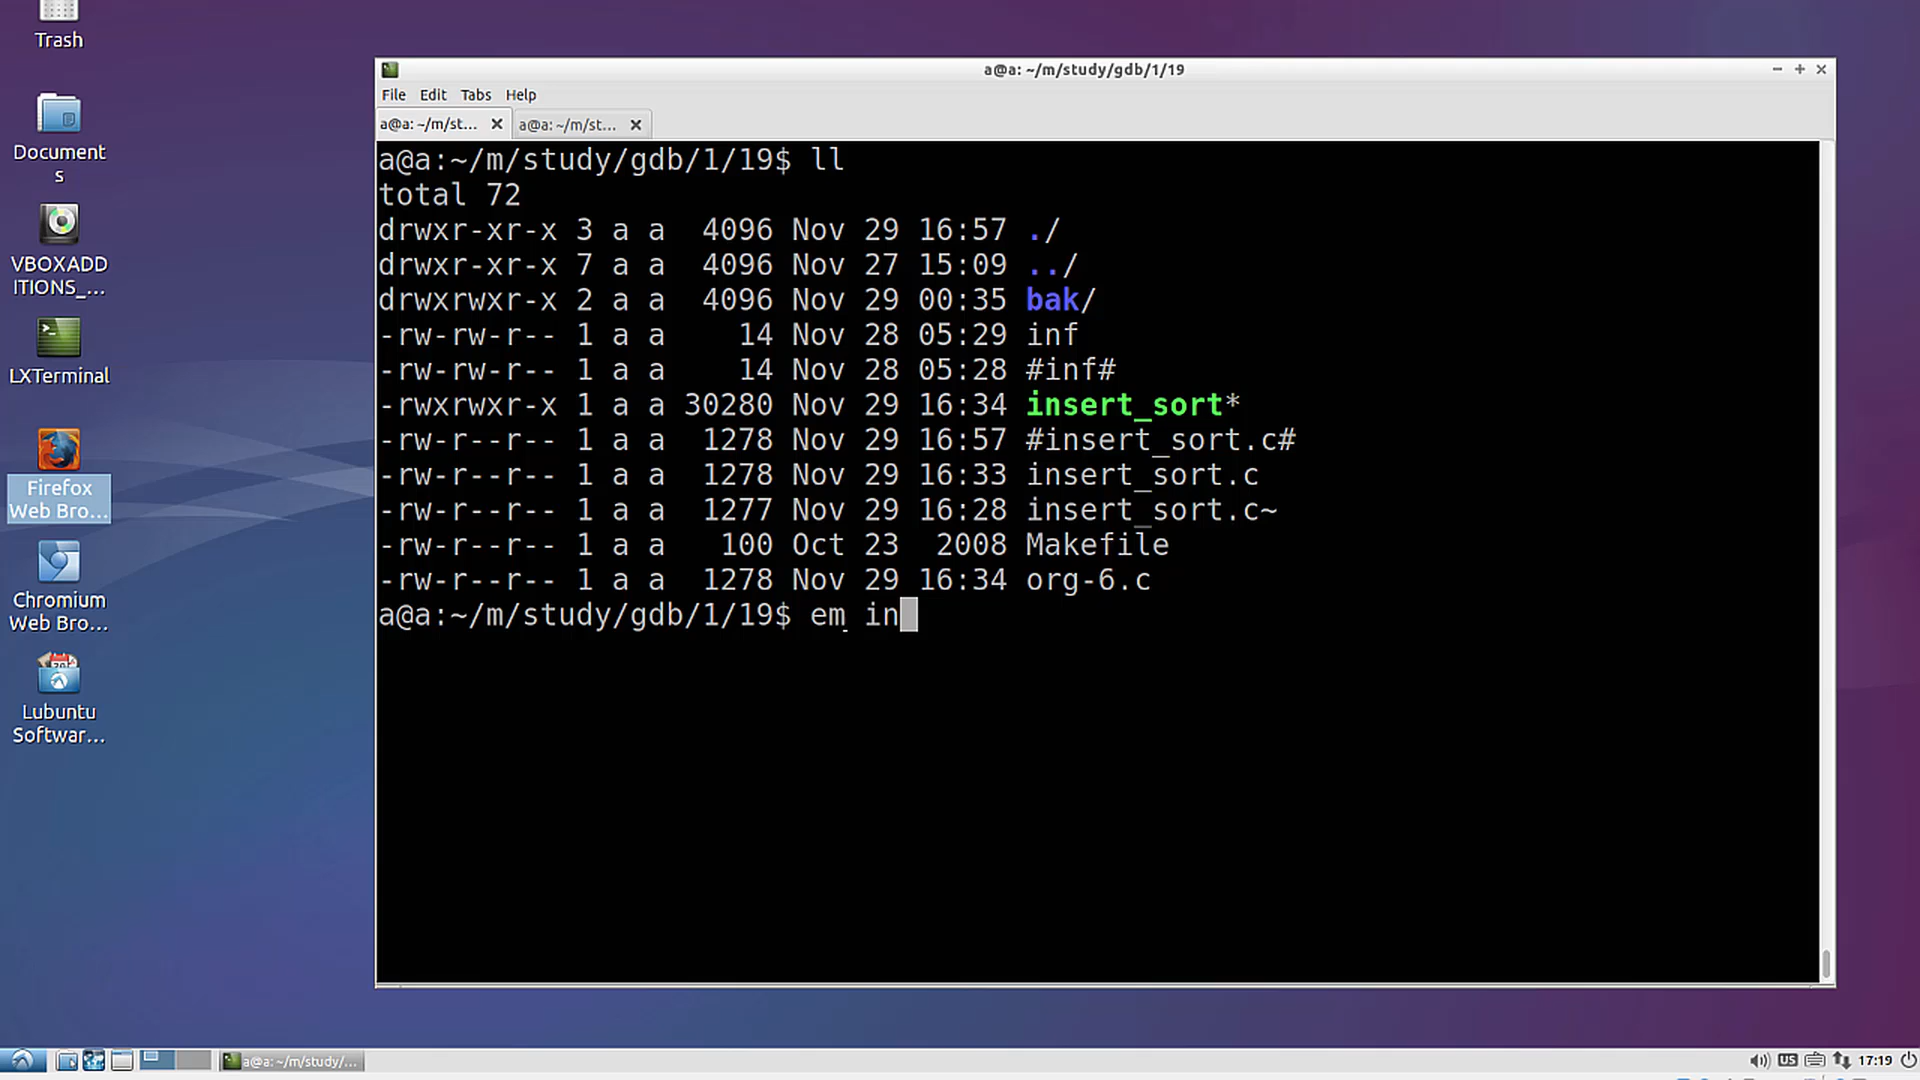 Trash
Document
s
VBOXADD
ITIONS_...
LXTerminal
Firefox
Web Bro...
Chromium
Web Bro...
Lubuntu
Softwar...
a@a: ~/m/study/gdb/1/19
File Edit Tabs Help
a@a: ~/m/st... a@a: ~/m/st...
a@a:~/m/study/gdb/1/19$ ll
total 72
drwxr-xr-x 3 a a  4096 Nov 29 16:57 ./
drwxr-xr-x 7 a a  4096 Nov 27 15:09 ../
drwxrwxr-x 2 a a  4096 Nov 29 00:35 bak/
-rw-rw-r-- 1 a a    14 Nov 28 05:29 inf
-rw-rw-r-- 1 a a    14 Nov 28 05:28 #inf#
-rwxrwxr-x 1 a a 30280 Nov 29 16:34 insert_sort*
-rw-r--r-- 1 a a  1278 Nov 29 16:57 #insert_sort.c#
-rw-r--r-- 1 a a  1278 Nov 29 16:33 insert_sort.c
-rw-r--r-- 1 a a  1277 Nov 29 16:28 insert_sort.c~
-rw-r--r-- 1 a a   100 Oct 23  2008 Makefile
-rw-r--r-- 1 a a  1278 Nov 29 16:34 org-6.c
a@a:~/m/study/gdb/1/19$ em in
a@a: ~/m/study/...
US
17:19